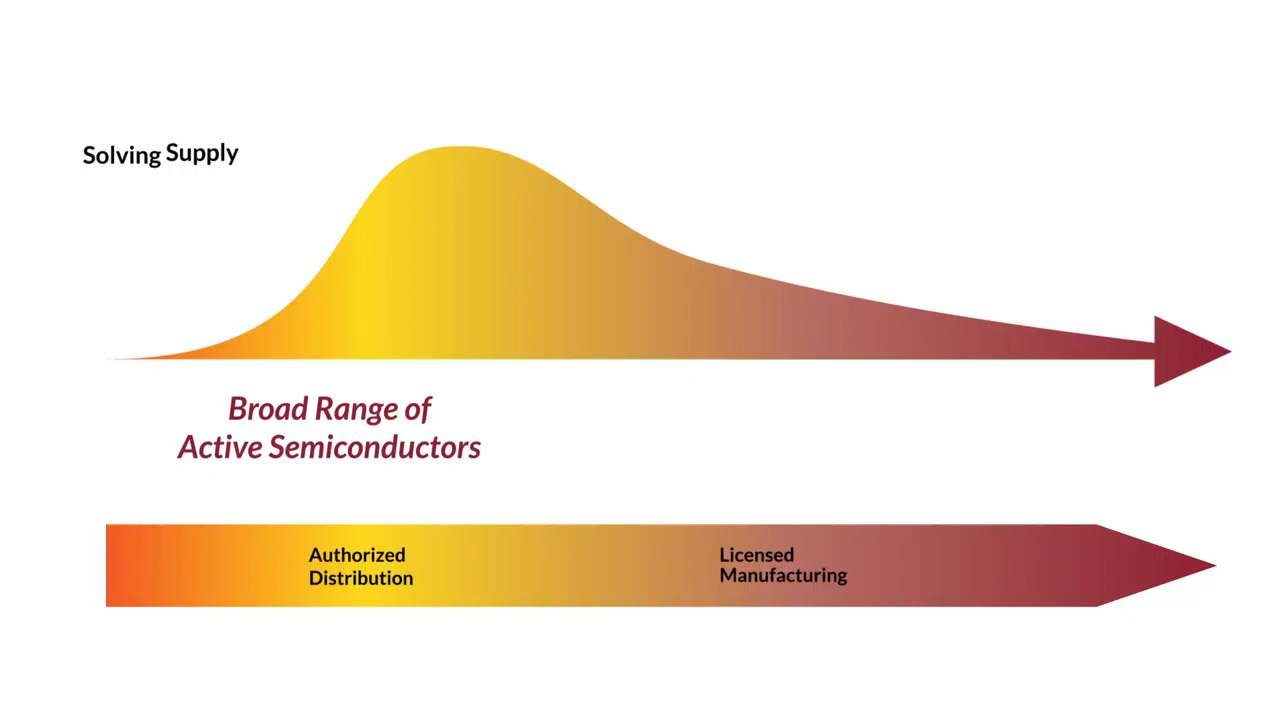 Solving Supply
Broad Range of
Active Semiconductors
Authorized
Distribution
Licensed
Manufacturing